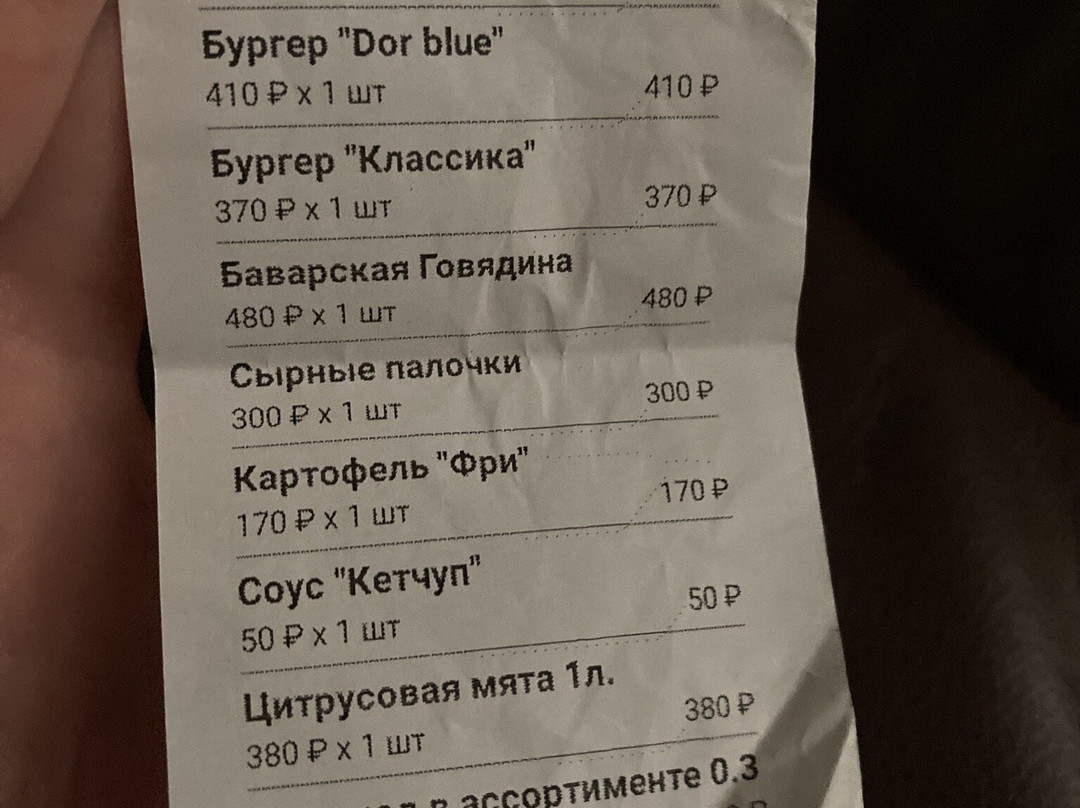 Бургер "Dor blue"
410 ₽ x 1 шт 410 ₽
Бургер "Классика"
370 ₽ x 1 шт 370 ₽
Баварская Говядина
480 ₽ x 1 шт 480 ₽
Сырные палочки
300 ₽ x 1 шт 300 ₽
Картофель "Фри"
170 ₽ x 1 шт 170 ₽
Соус "Кетчуп"
50 ₽ x 1 шт 50 ₽
Цитрусовая мята 1л.
380 ₽ x 1 шт 380 ₽
в ассортименте 0.3